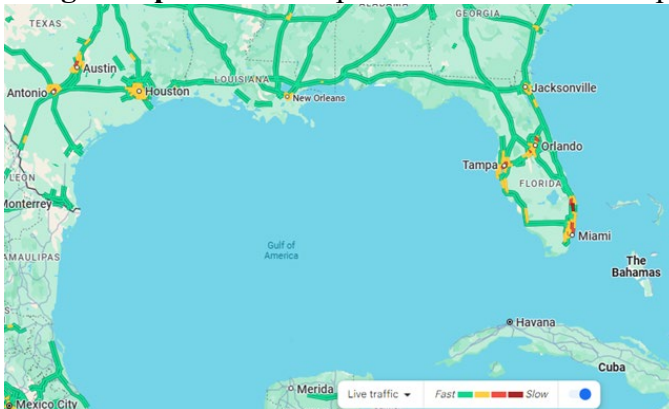 TEXAS
GEORGIA
Austin
Antonio
Houston
LOUISIANA
New Orleans
Jacksonville
Orlando
Tampa
FLORIDA
Monterrey
Gulf of
America
Miami
The
Bahamas
Havana
Cuba
Merida
Mexico City
Live traffic
Fast
Slow